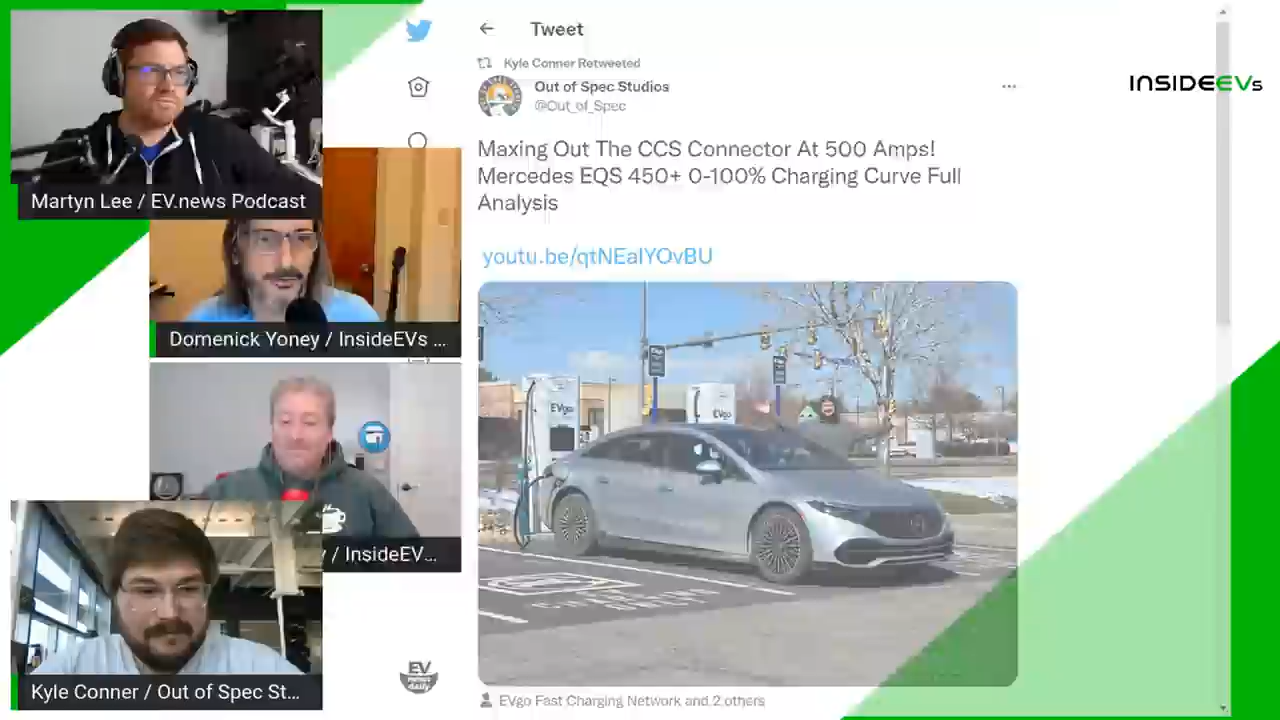 Tweet
Kyle Conner Retweeted
Out of Spec Studios
@Out_of_Spec
Maxing Out The CCS Connector At 500 Amps!
Mercedes EQS 450+ 0-100% Charging Curve Full
Analysis
youtu.be/qtNEalYOvBU
EVgo
EVgo
EVgo Fast Charging Network and 2 others
INSIDEEVs
Martyn Lee / EV.news Podcast
Domenick Yoney / InsideEVs ...
/ InsideEV...
Kyle Conner / Out of Spec St...
EV
news
daily